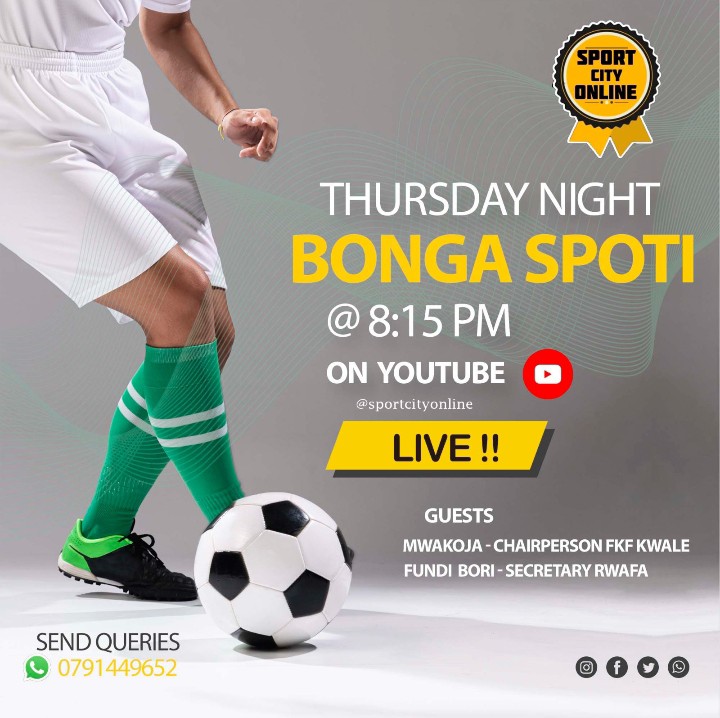 SPORT
CITY
ONLINE
THURSDAY NIGHT
BONGA SPOTI
@ 8:15 PM
ON YOUTUBE
@sportcityonline
LIVE !!
GUESTS
MWAKOJA - CHAIRPERSON FKF KWALE
FUNDI BORI - SECRETARY RWAFA
SEND QUERIES
0791449652